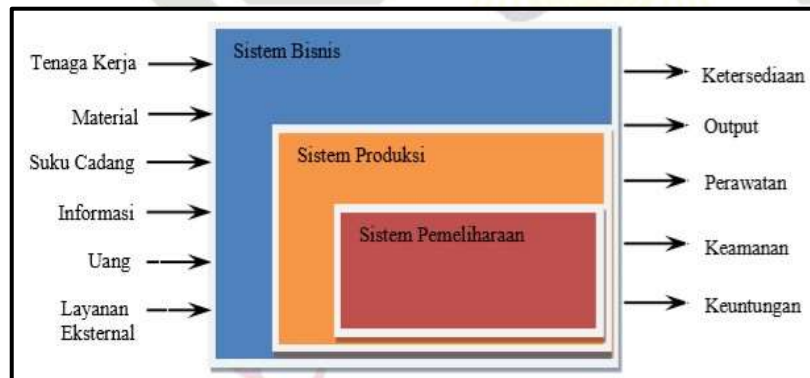 Tenaga Kerja
Material
Suku Cadang
Informasi
Uang
Layanan
Eksternal
Sistem Bisnis
Sistem Produksi
Sistem Pemeliharaan
Ketersediaan
Output
Perawatan
Keamanan
Keuntungan